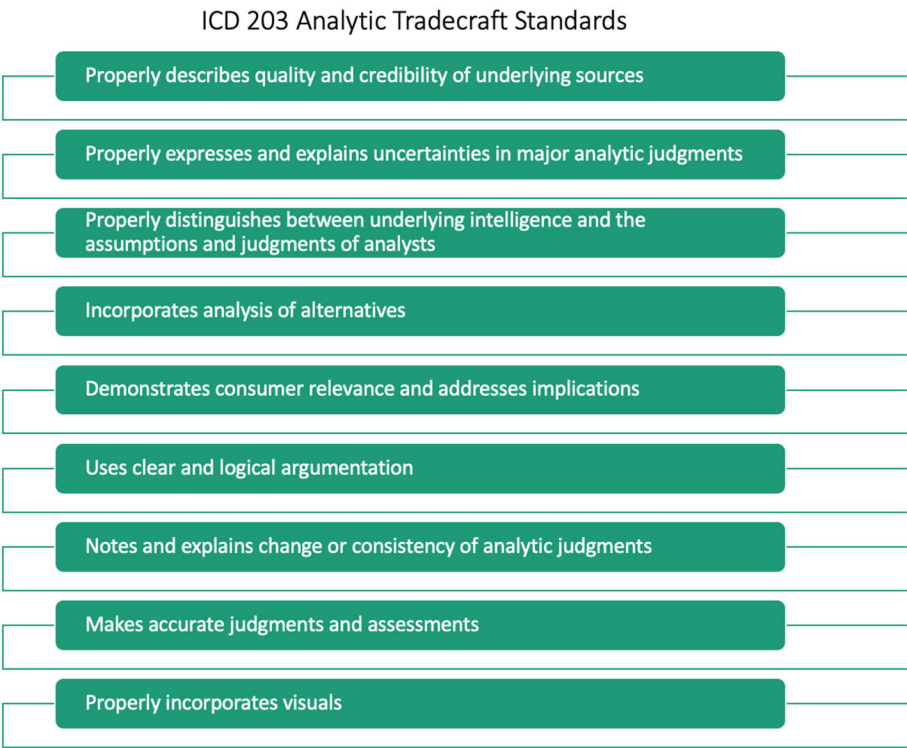 ICD 203 Analytic Tradecraft Standards
Properly describes quality and credibility of underlying sources
Properly expresses and explains uncertainties in major analytic judgments
Properly distinguishes between underlying intelligence and the
assumptions and judgments of analysts
Incorporates analysis of alternatives
Demonstrates consumer relevance and addresses implications
Uses clear and logical argumentation
Notes and explains change or consistency of analytic judgments
Makes accurate judgments and assessments
Properly incorporates visuals